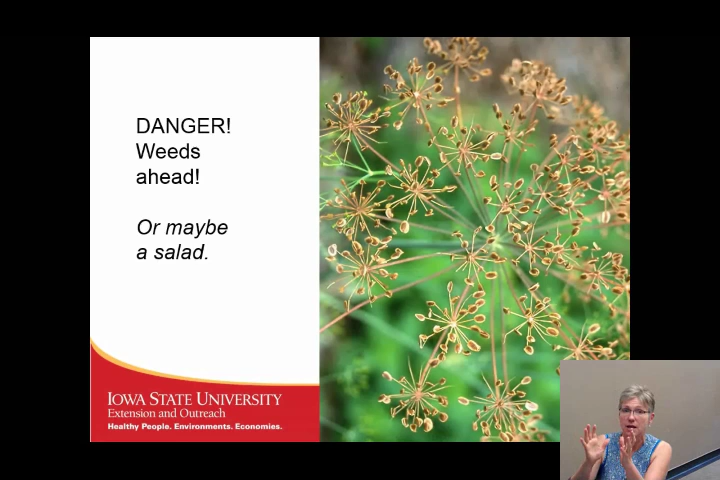 DANGER!
Weeds
ahead!
Or maybe
a salad.
IOWA STATE UNIVERSITY
Extension and Outreach
Healthy People. Environments. Economies.